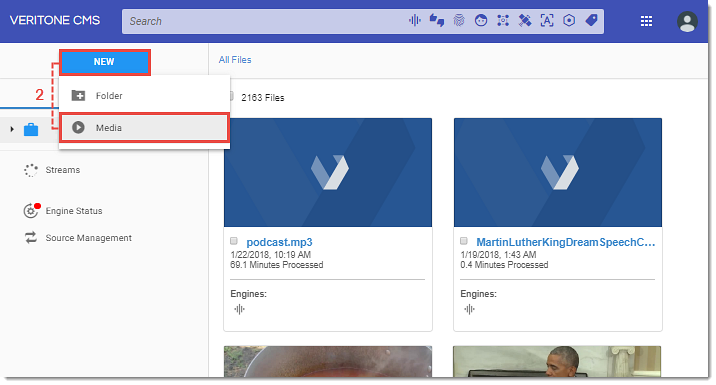 VERITONE CMS
Search
NEW
All Files
2
Folder
2163 Files
Media
Streams
Engine Status
Source Management
podcast.mp3
1/22/2018, 10:19 AM
69.1 Minutes Processed
Engines:
MartinLutherKingDreamSpeechC...
1/19/2018, 1:43 AM
0.4 Minutes Processed
Engines: